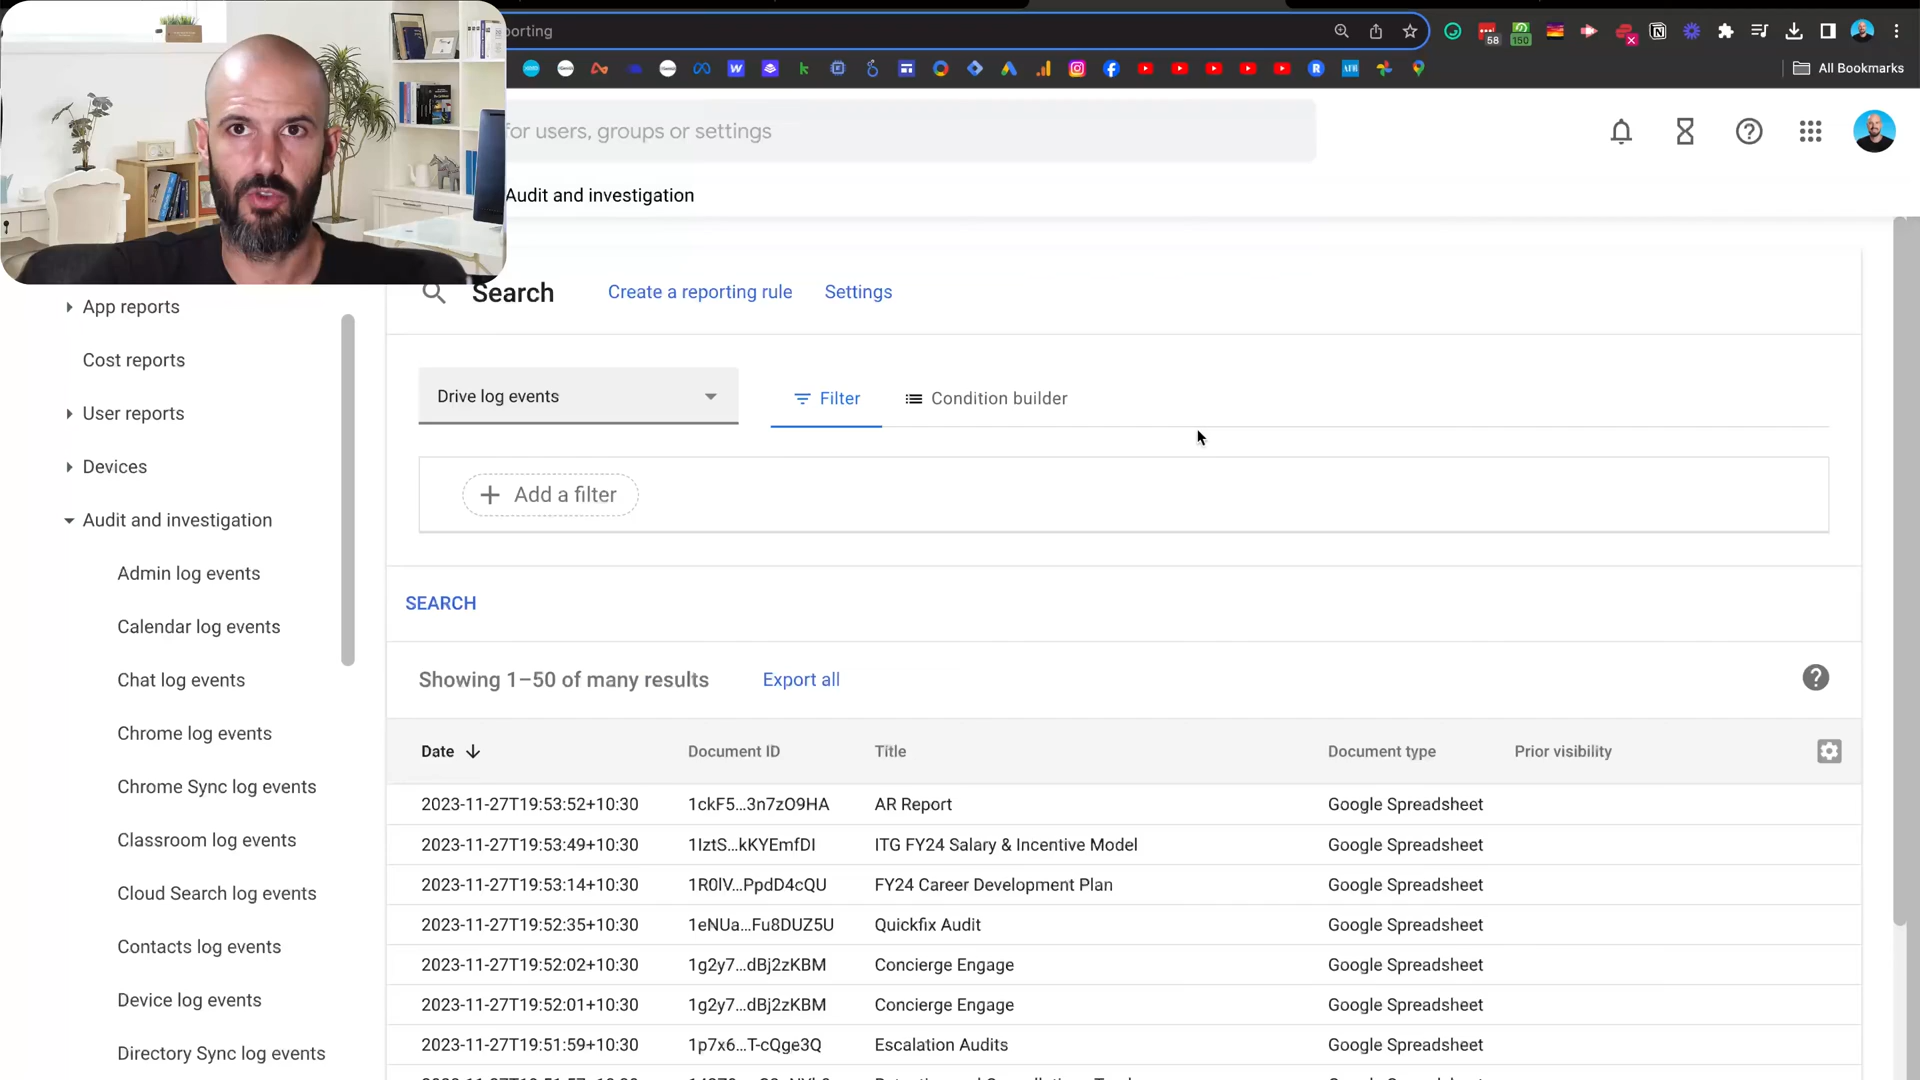 orting
58
150
All Bookmarks
for users, groups or settings
Audit and investigation
Search
Create a reporting rule
Settings
App reports
Cost reports
User reports
Devices
Audit and investigation
Admin log events
Calendar log events
Chat log events
Chrome log events
Chrome Sync log events
Classroom log events
Cloud Search log events
Contacts log events
Device log events
Directory Sync log events
Drive log events
Filter
Condition builder
Add a filter
SEARCH
Showing 1–50 of many results
Export all
Date Document ID Title Document type Prior visibility
2023-11-27T19:53:52+10:30 1ckF5...3n7zO9HA AR Report Google Spreadsheet
2023-11-27T19:53:49+10:30 1IztS...kKYEmfDI ITG FY24 Salary & Incentive Model Google Spreadsheet
2023-11-27T19:53:14+10:30 1R0lV...PpdD4cQU FY24 Career Development Plan Google Spreadsheet
2023-11-27T19:52:35+10:30 1eNUa...Fu8DUZ5U Quickfix Audit Google Spreadsheet
2023-11-27T19:52:02+10:30 1g2y7...dBj2zKBM Concierge Engage Google Spreadsheet
2023-11-27T19:52:01+10:30 1g2y7...dBj2zKBM Concierge Engage Google Spreadsheet
2023-11-27T19:51:59+10:30 1p7x6...T-cQge3Q Escalation Audits Google Spreadsheet